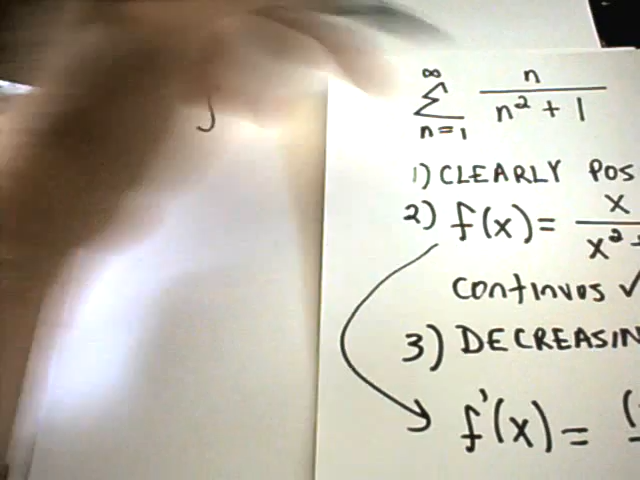 ∞
Σ n / (n² + 1)
n=1
1) CLEARLY POS
2) f(x) = x / x² +
CONTINUOS ✓
3) DECREASIN
f'(x) = (